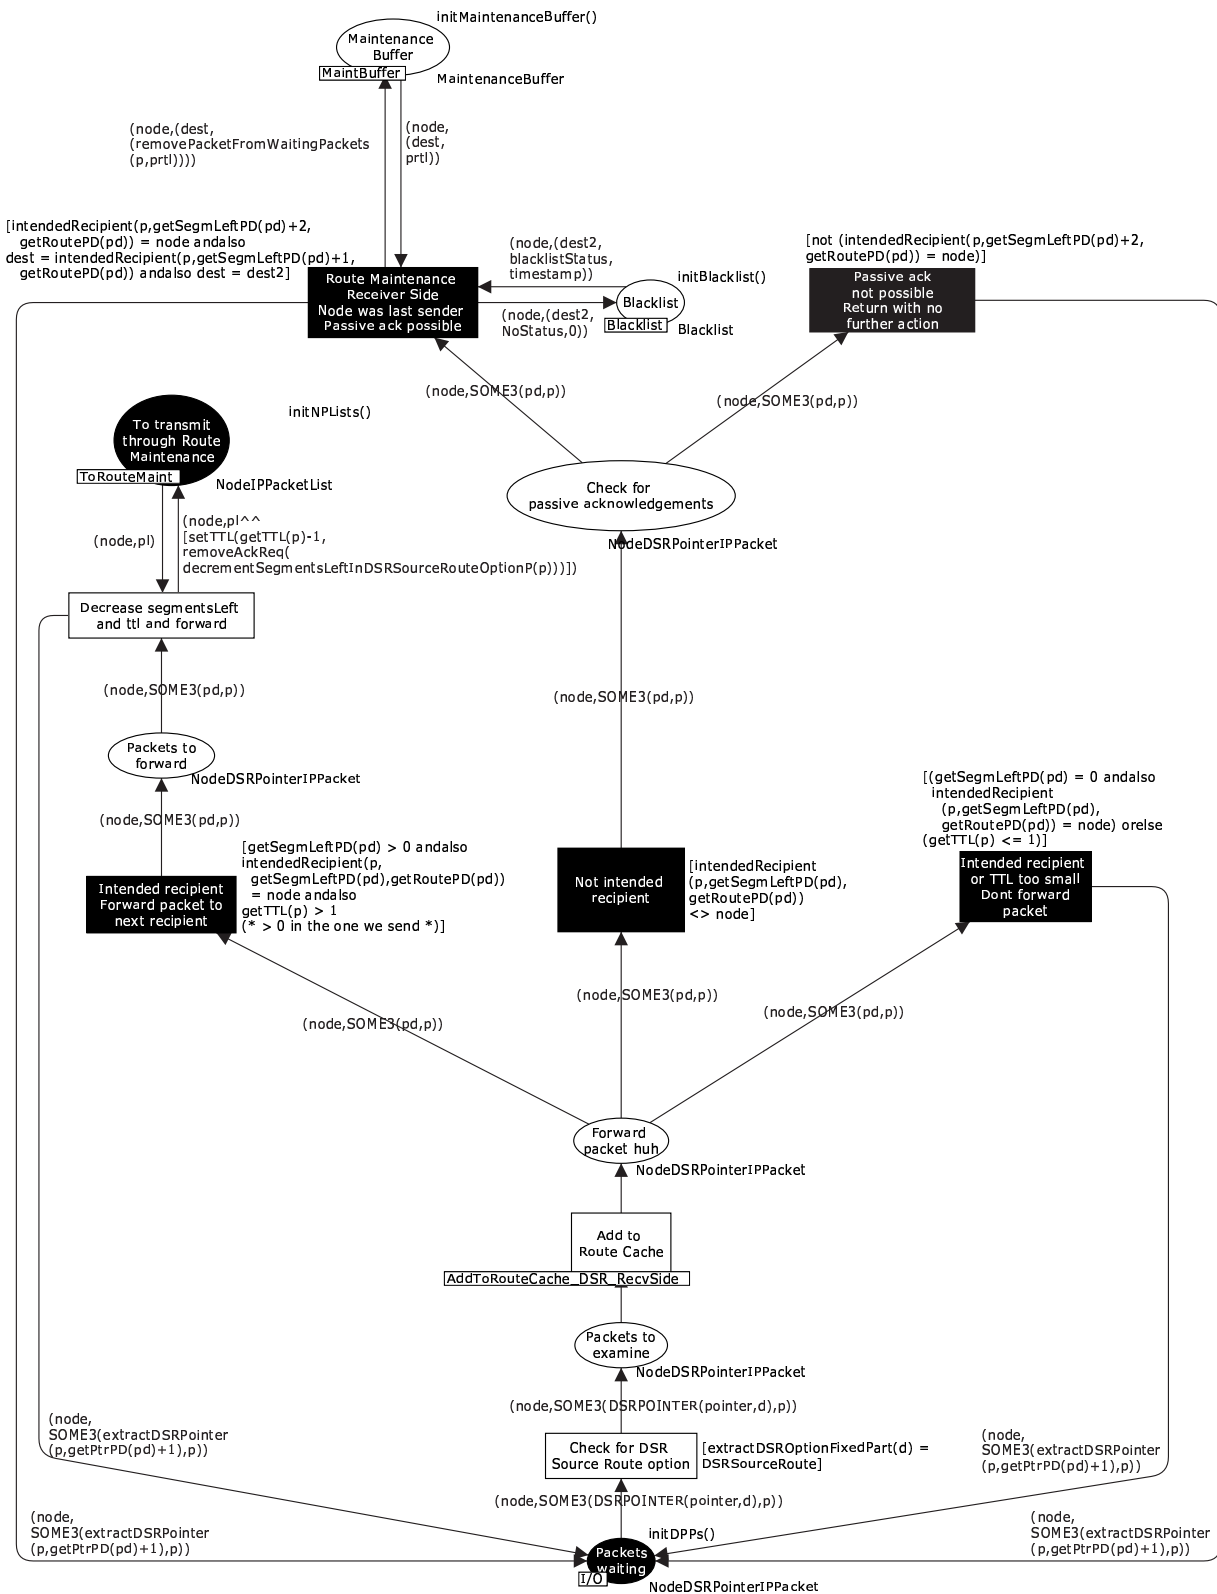 initMaintenanceBuffer()
Maintenance
Buffer
MaintBuffer
MaintenanceBuffer
(node,(dest,
(removePacketFromWaitingPackets
(p,prtl))))
(node,
(dest,
prtl))
[intendedRecipient(p,getSegmLeftPD(pd)+2,
getRoutePD(pd)) = node andalso
dest = intendedRecipient(p,getSegmLeftPD(pd)+1,
getRoutePD(pd)) andalso dest = dest2]
(node,(dest2,
blacklistStatus,
timestamp))
[not (intendedRecipient(p,getSegmLeftPD(pd)+2,
getRoutePD(pd)) = node)]
Route Maintenance
Receiver Side
Node was last sender
Passive ack possible
initBlacklist()
Blacklist
Blacklist
Blacklist
(node,(dest2,
NoStatus,0))
Passive ack
not possible
Return with no
further action
(node,SOME3(pd,p))
(node,SOME3(pd,p))
To transmit
through Route
Maintenance
ToRouteMaint
initNPLists()
NodeIPPacketList
Check for
passive acknowledgements
NodeDSRPointerIPPacket
(node,pl)
(node,pl^^
[setTTL(getTTL(p)-1,
removeAckReq(
decrementSegmentsLeftInDSRSourceRouteOptionP(p)))])
Decrease segmentsLeft
and ttl and forward
(node,SOME3(pd,p))
(node,SOME3(pd,p))
Packets to
forward
NodeDSRPointerIPPacket
(node,SOME3(pd,p))
[getSegmLeftPD(pd) > 0 andalso
intendedRecipient(p,
getSegmLeftPD(pd),getRoutePD(pd))
= node andalso
getTTL(p) > 1
(* > 0 in the one we send *)]
Intended recipient
Forward packet to
next recipient
Not intended
recipient
[intendedRecipient
(p,getSegmLeftPD(pd),
getRoutePD(pd))
<> node]
[(getSegmLeftPD(pd) = 0 andalso
intendedRecipient
(p,getSegmLeftPD(pd),
getRoutePD(pd)) = node) orelse
(getTTL(p) <= 1)]
Intended recipient
or TTL too small
Dont forward
packet
(node,SOME3(pd,p))
(node,SOME3(pd,p))
(node,SOME3(pd,p))
Forward
packet huh
NodeDSRPointerIPPacket
Add to
Route Cache
AddToRouteCache_DSR_RecvSide
Packets to
examine
NodeDSRPointerIPPacket
(node,SOME3(DSRPOINTER(pointer,d),p))
Check for DSR
Source Route option
[extractDSROptionFixedPart(d) =
DSRSourceRoute]
(node,
SOME3(extractDSRPointer
(p,getPtrPD(pd)+1),p))
(node,
SOME3(extractDSRPointer
(p,getPtrPD(pd)+1),p))
(node,SOME3(DSRPOINTER(pointer,d),p))
(node,
SOME3(extractDSRPointer
(p,getPtrPD(pd)+1),p))
(node,
SOME3(extractDSRPointer
(p,getPtrPD(pd)+1),p))
initDPPs()
Packets
waiting
I/O
NodeDSRPointerIPPacket